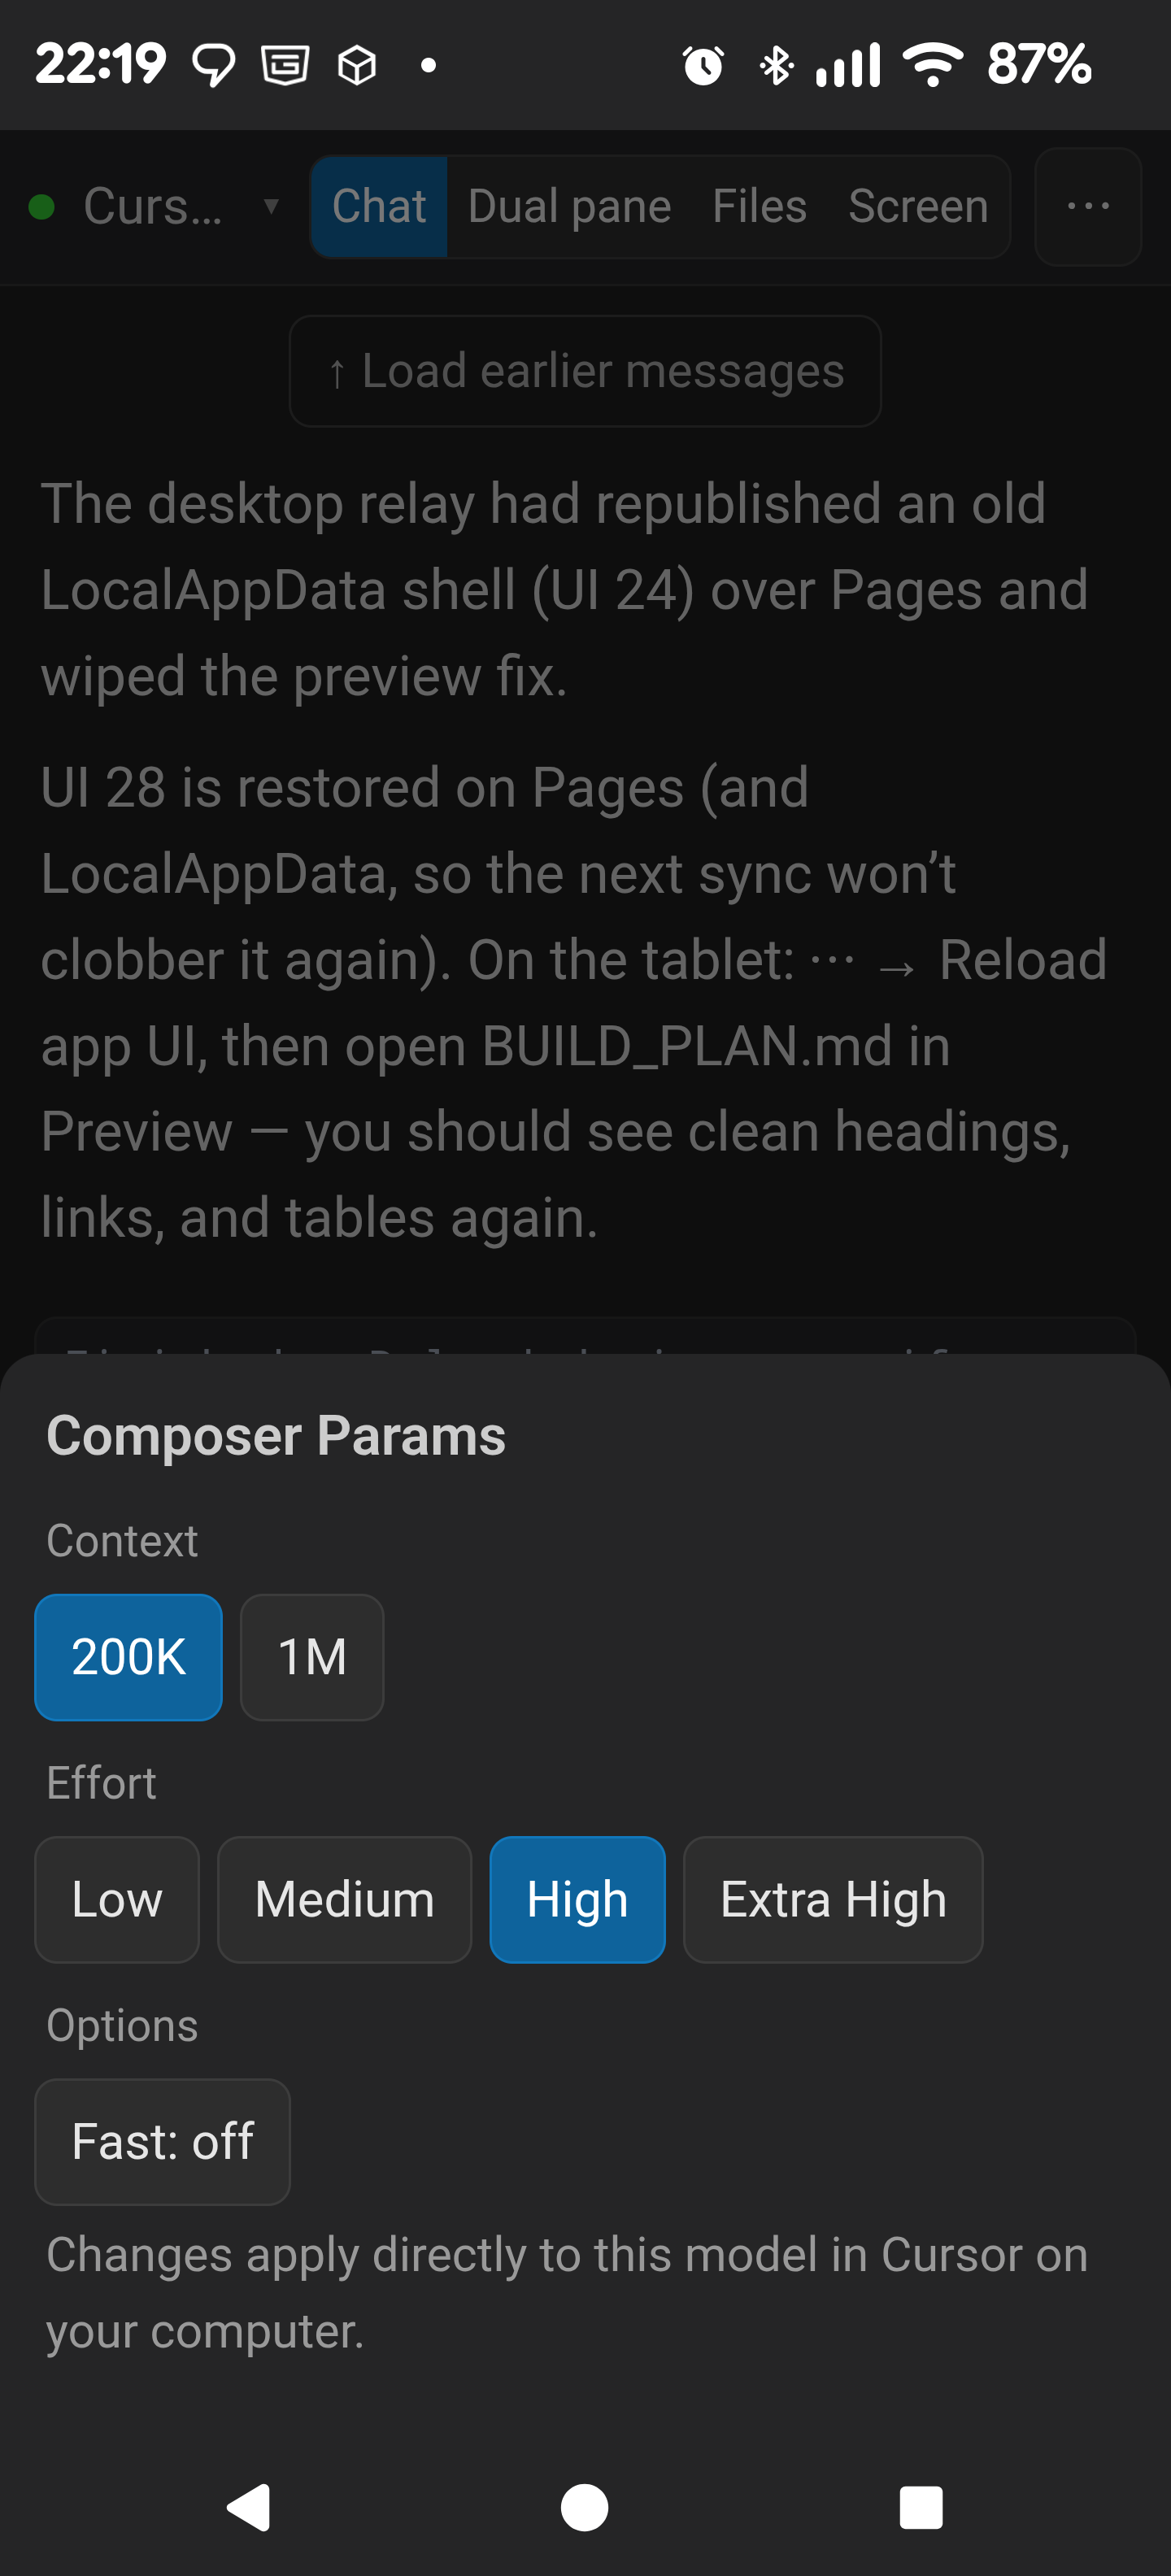 22:19
87%
Curs... ▼ Chat Dual pane Files Screen ···
↑ Load earlier messages
The desktop relay had republished an old
LocalAppData shell (UI 24) over Pages and
wiped the preview fix.
UI 28 is restored on Pages (and
LocalAppData, so the next sync won’t
clobber it again). On the tablet: ··· → Reload
app UI, then open BUILD_PLAN.md in
Preview — you should see clean headings,
links, and tables again.
Composer Params
Context
200K 1M
Effort
Low Medium High Extra High
Options
Fast: off
Changes apply directly to this model in Cursor on
your computer.